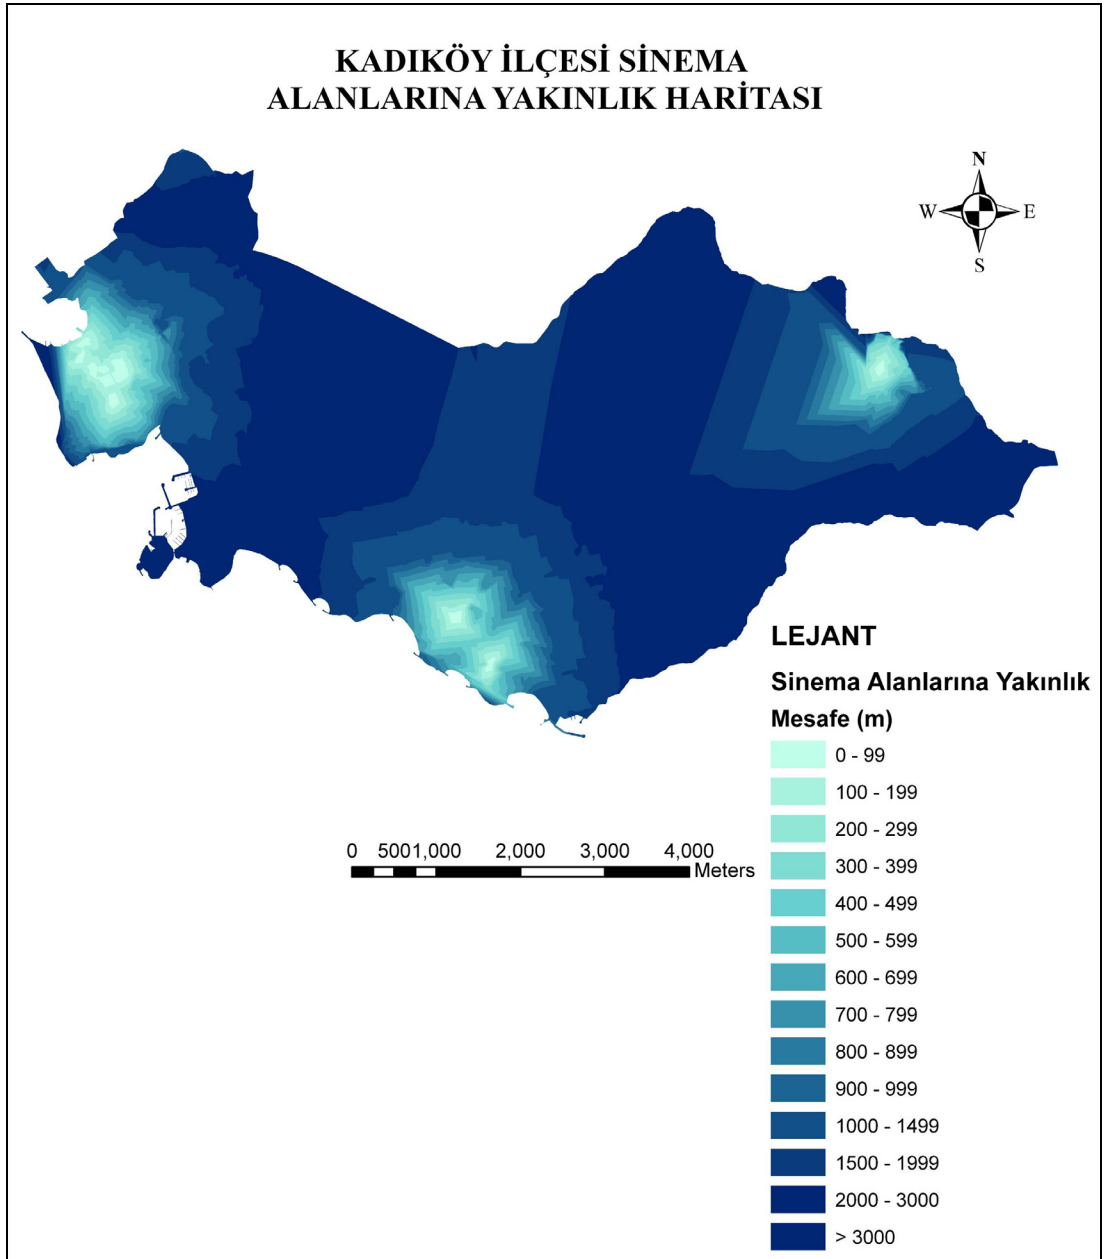 KADIKÖY İLÇESİ SİNEMA
ALANLARINA YAKINLIK HARİTASI
N
W E
S
LEJANT
Sinema Alanlarına Yakınlık
Mesafe (m)
0 - 99
100 - 199
200 - 299
300 - 399
400 - 499
500 - 599
600 - 699
700 - 799
800 - 899
900 - 999
1000 - 1499
1500 - 1999
2000 - 3000
> 3000
0 500 1,000 2,000 3,000 4,000
Meters